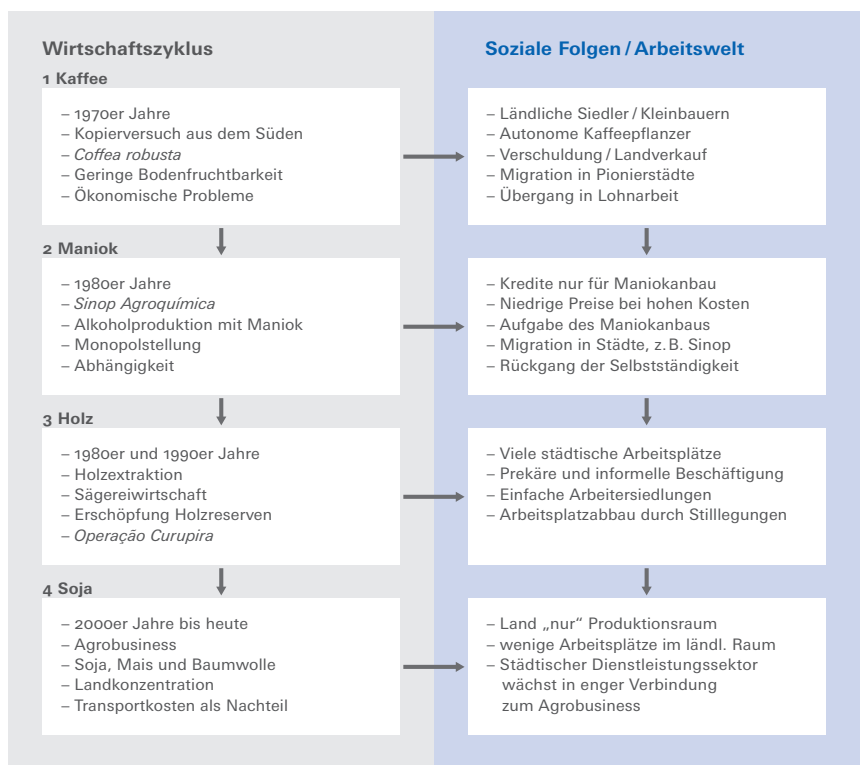 Wirtschaftszyklus
Soziale Folgen / Arbeitswelt
1 Kaffee
– 1970er Jahre
– Kopierversuch aus dem Süden
– Coffea robusta
– Geringe Bodenfruchtbarkeit
– Ökonomische Probleme
– Ländliche Siedler / Kleinbauern
– Autonome Kaffeepflanzer
– Verschuldung / Landverkauf
– Migration in Pionierstädte
– Übergang in Lohnarbeit
2 Maniok
– 1980er Jahre
– Sinop Agroquímica
– Alkoholproduktion mit Maniok
– Monopolstellung
– Abhängigkeit
– Kredite nur für Maniokanbau
– Niedrige Preise bei hohen Kosten
– Aufgabe des Maniokanbaus
– Migration in Städte, z. B. Sinop
– Rückgang der Selbstständigkeit
3 Holz
– 1980er und 1990er Jahre
– Holzextraktion
– Sägereiwirtschaft
– Erschöpfung Holzreserven
– Operação Curupira
– Viele städtische Arbeitsplätze
– Prekäre und informelle Beschäftigung
– Einfache Arbeitersiedlungen
– Arbeitsplatzabbau durch Stilllegungen
4 Soja
– 2000er Jahre bis heute
– Agrobusiness
– Soja, Mais und Baumwolle
– Landkonzentration
– Transportkosten als Nachteil
– Land „nur“ Produktionsraum
– wenige Arbeitsplätze im ländl. Raum
– Städtischer Dienstleistungssektor
wächst in enger Verbindung
zum Agrobusiness